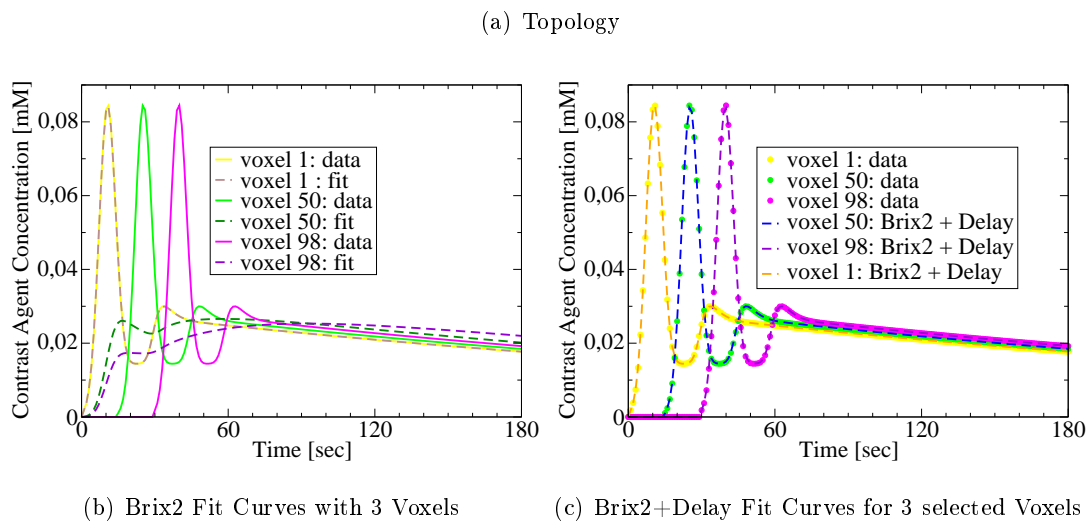 (a) Topology
Contrast Agent Concentration [mM]
0,08
0,06
0,04
0,02
0
voxel 1: data
voxel 1 : fit
voxel 50: data
voxel 50: fit
voxel 98: data
voxel 98: fit
0 60 120 180
Time [sec]
(b) Brix2 Fit Curves with 3 Voxels
Contrast Agent Concentration [mM]
0,08
0,06
0,04
0,02
0
voxel 1: data
voxel 50: data
voxel 98: data
voxel 50: Brix2 + Delay
voxel 98: Brix2 + Delay
voxel 1: Brix2 + Delay
0 60 120 180
Time [sec]
(c) Brix2+Delay Fit Curves for 3 selected Voxels